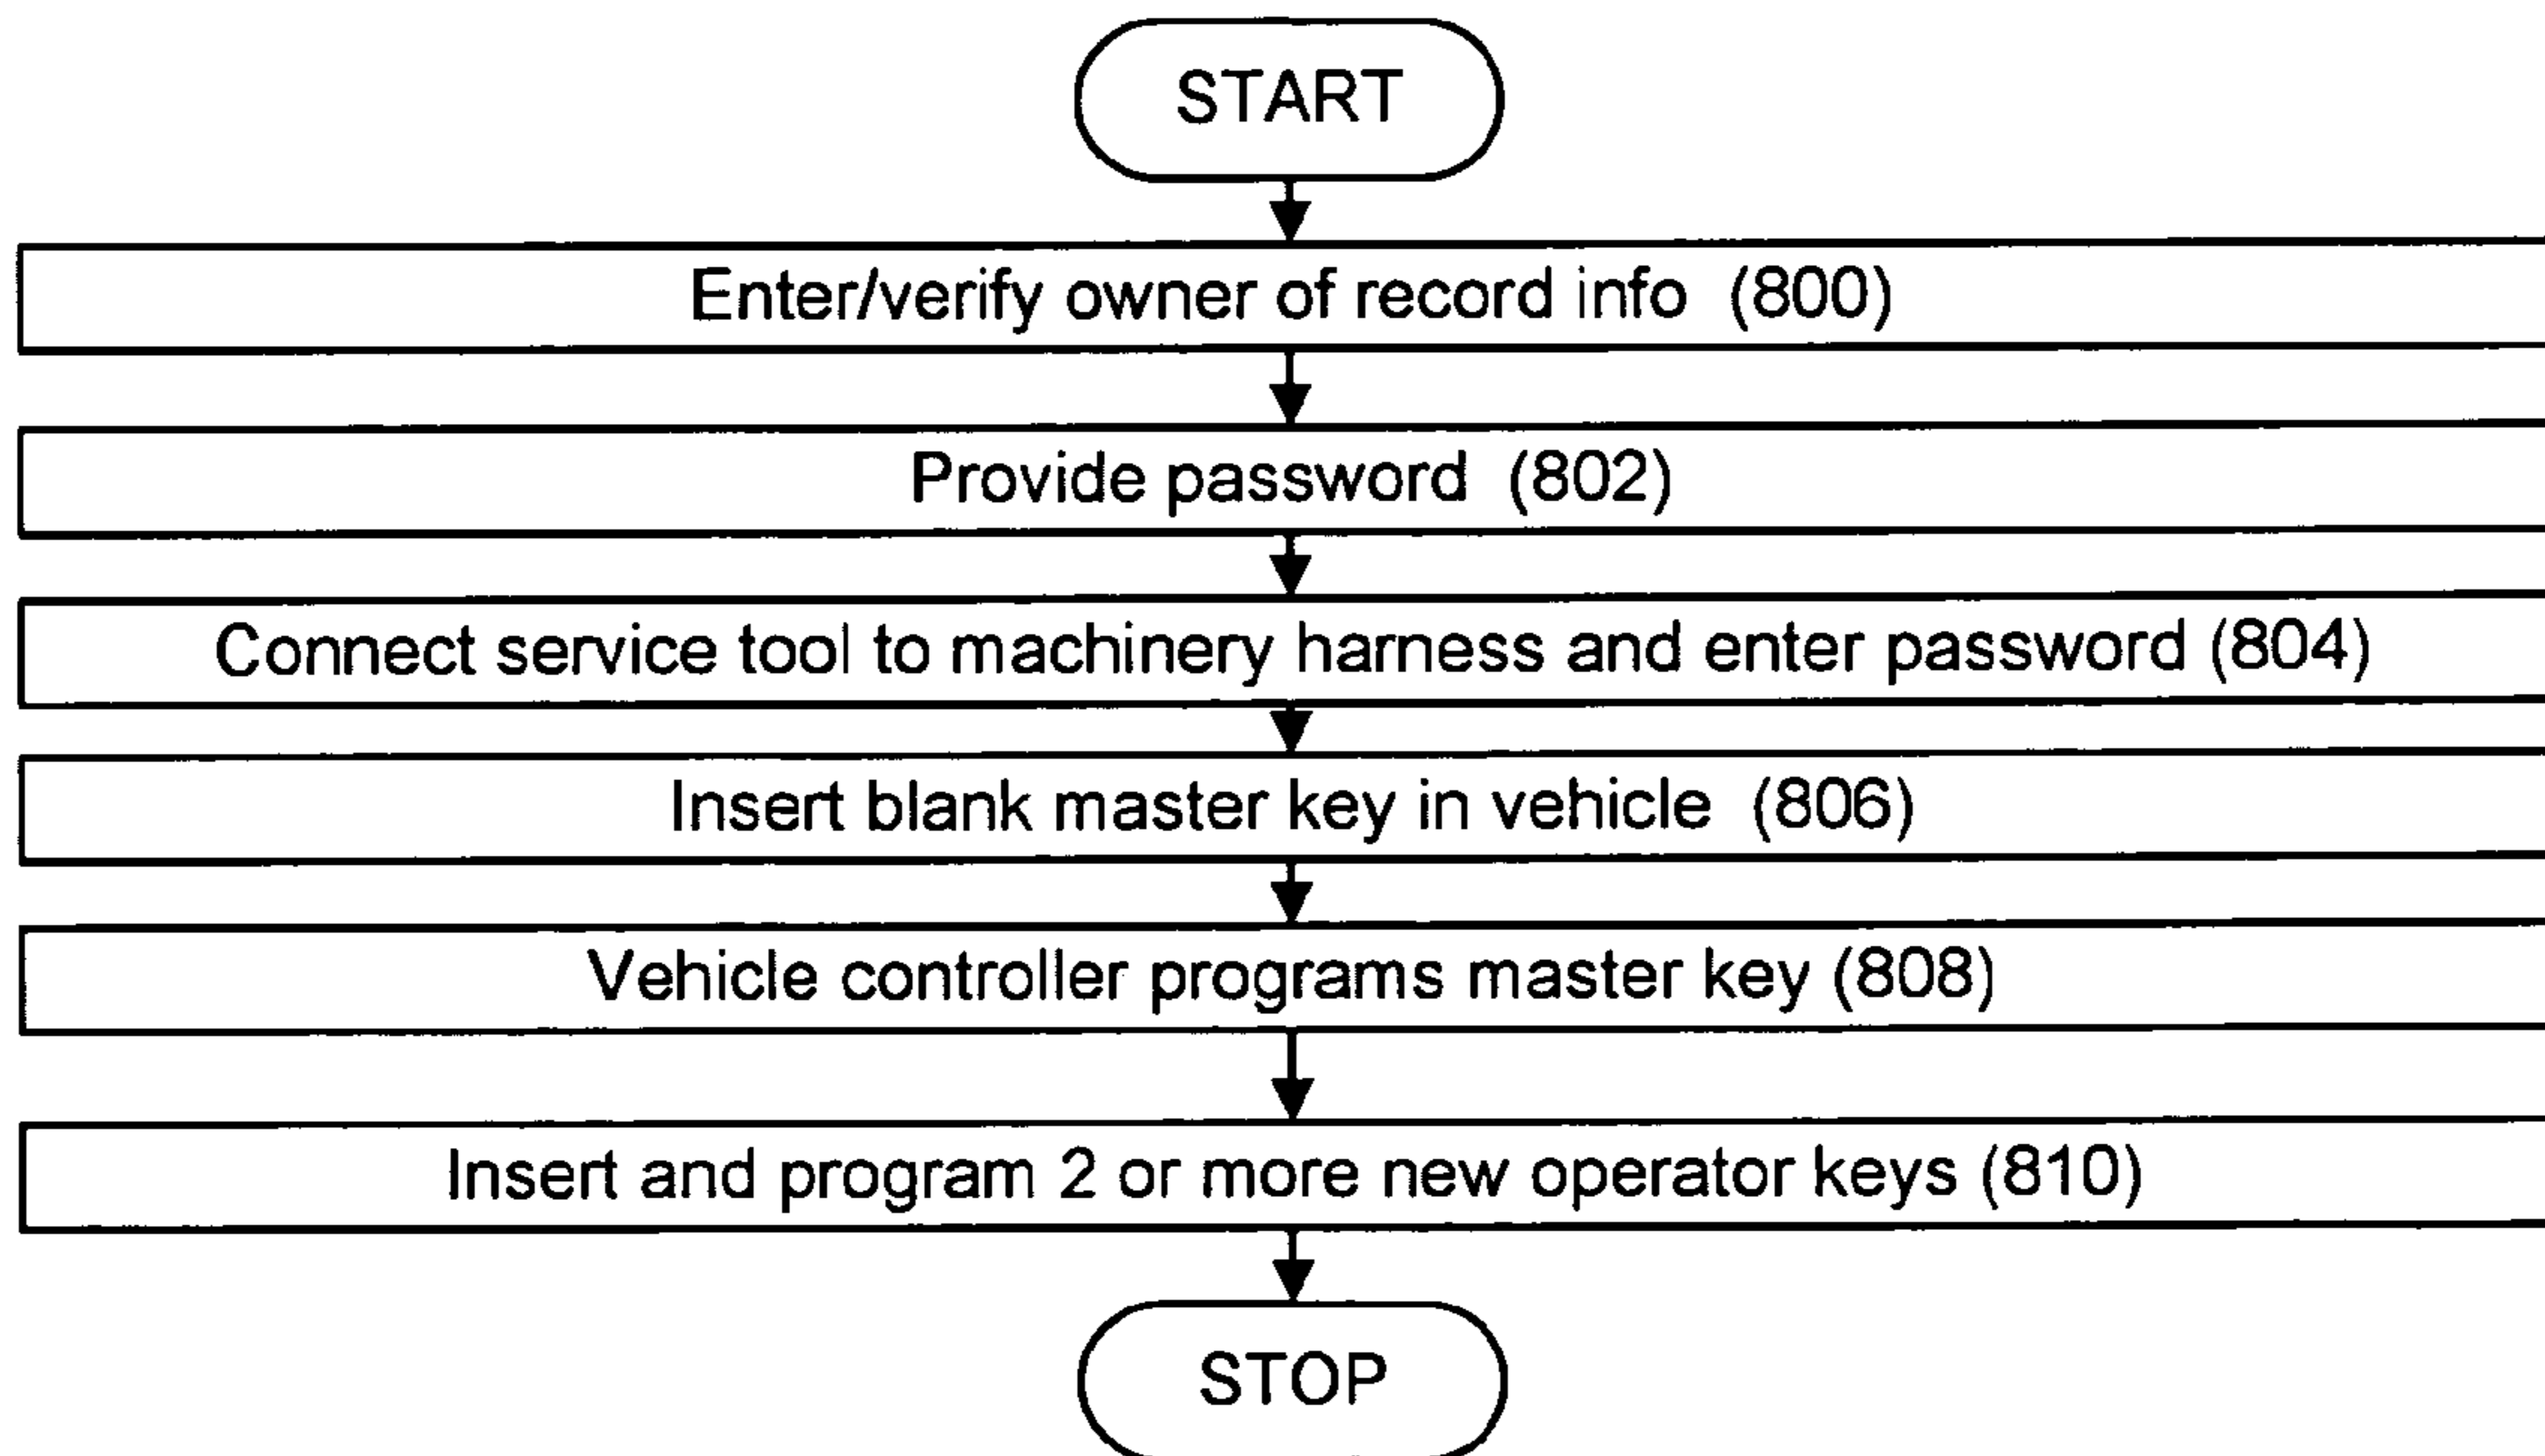 START
Enter/verify owner of record info (800)
Provide password (802)
Connect service tool to machinery harness and enter password (804)
Insert blank master key in vehicle (806)
Vehicle controller programs master key (808)
Insert and program 2 or more new operator keys (810)
STOP